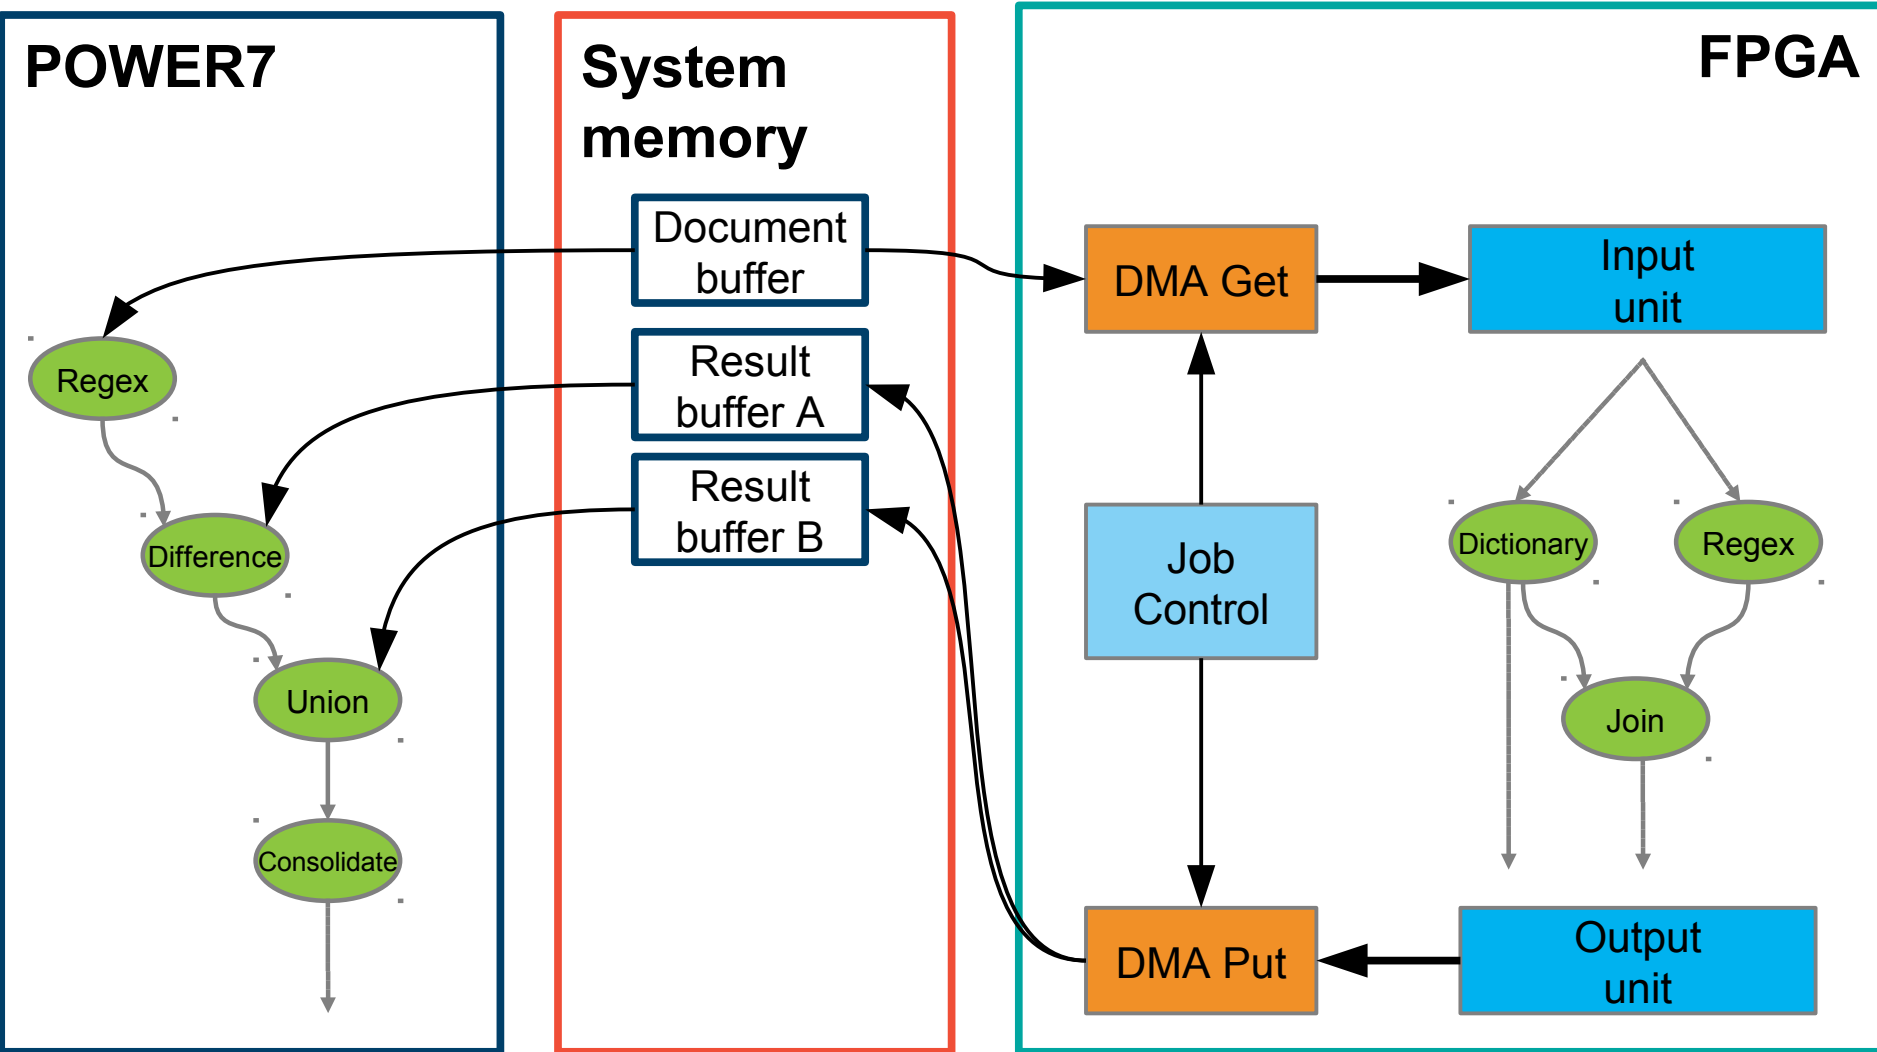 POWER7
Regex
Difference
Union
Consolidate
System
memory
Document
buffer
Result
buffer A
Result
buffer B
FPGA
DMA Get
Input
unit
Job
Control
Dictionary
Regex
Join
DMA Put
Output
unit